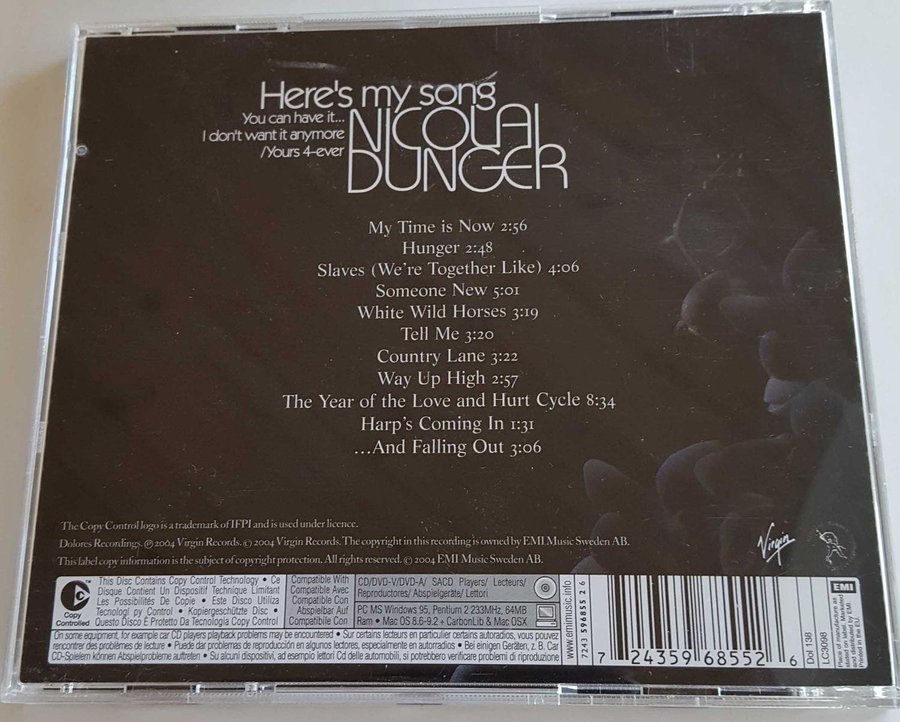 Here's my song
You can have it...
I don't want it anymore
/Yours 4-ever
NICOLAI
DUNGER
My Time is Now 2:56
Hunger 2:48
Slaves (We're Together Like) 4:06
Someone New 5:01
White Wild Horses 3:19
Tell Me 3:20
Country Lane 3:22
Way Up High 2:57
The Year of the Love and Hurt Cycle 8:34
Harp's Coming In 1:31
...And Falling Out 3:06
The Copy Control logo is a trademark of IFPI and is used under licence.
Dolores Recordings. ℗ 2004 Virgin Records. © 2004 Virgin Records. The copyright in this recording is owned by EMI Music Sweden AB.
This label copy information is the subject of copyright protection. All rights reserved. © 2004 EMI Music Sweden AB.
Virgin
Copy
Controlled
This Disc Contains Copy Control Technology • Ce
Disque Contient Un Dispositif Technique Limitant
Les Possibilités De Copie • Este Disco Utiliza
Tecnologí py Control • Kopiergeschützte Disc •
Questo Disco È Protetto Da Tecnologia Copy Control
Compatible With
Compatible Avec
Compatible Con
Abspielbar Auf
Compatibile Con
CD/DVD-V/DVD-A/ SACD Players/ Lecteurs/
Reproductores/ Abspielgeräte/ Lettori
PC MS Windows 95, Pentium 2 233MHz, 64MB
Ram • Mac OS 8.6-9.2 + CarbonLib & Mac OSX
On some equipment, for example car CD players playback problems may be encountered • Sur certains lecteurs en particulier certains autoradios, vous pouvez
rencontrer des problèmes de lecture • Puede dar problemas de reproducción en algunos lectores, especialmente en autorradios • Bei einigen Geräten, z. B. Car
CD-Spielern können Abspielprobleme auftreten • Su alcuni dispositivi, ad esempio lettori Cd delle automobili, si potrebbero verificare problemi di riproduzione
www.emimusic.info
7243 596855 2 6
7 24359 68552 6
Dol 138
LC3098
EMI
Place of manufacture as
stated on label. Marketed
and distributed by EMI.
Printed in the EU.